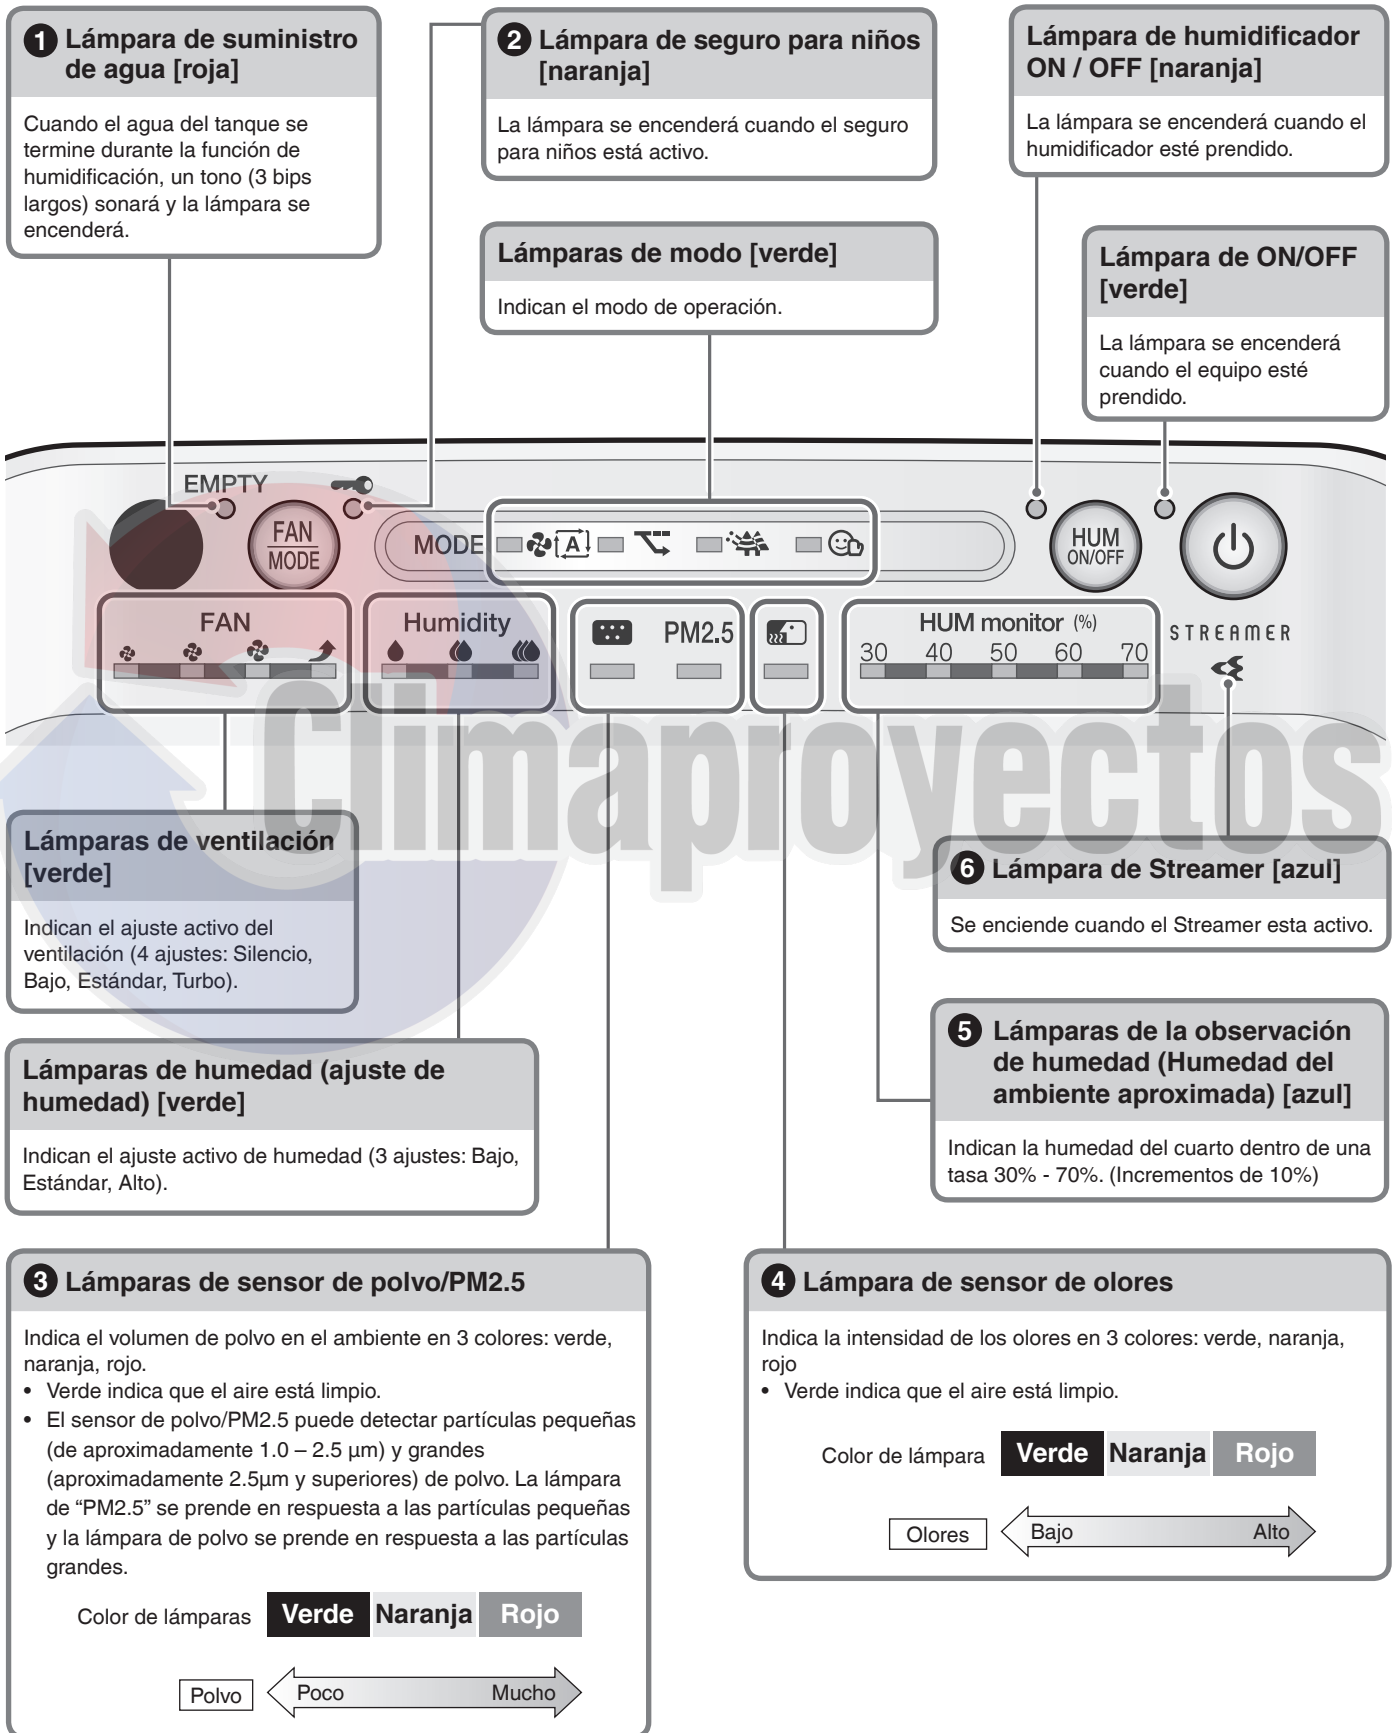 1 Lámpara de suministro
de agua [roja]
Cuando el agua del tanque se
termine durante la función de
humidificación, un tono (3 bips
largos) sonará y la lámpara se
encenderá.
2 Lámpara de seguro para niños
[naranja]
La lámpara se encenderá cuando el seguro
para niños está activo.
Lámpara de humidificador
ON / OFF [naranja]
La lámpara se encenderá cuando el
humidificador esté prendido.
Lámparas de modo [verde]
Indican el modo de operación.
Lámpara de ON/OFF
[verde]
La lámpara se encenderá
cuando el equipo esté
prendido.
EMPTY
FAN
MODE
MODE
A
HUM
ON/OFF
FAN
Humidity
PM2.5
HUM monitor (%)
30 40 50 60 70
STREAMER
Climaproyectos
Lámparas de ventilación
[verde]
Indican el ajuste activo del
ventilación (4 ajustes: Silencio,
Bajo, Estándar, Turbo).
6 Lámpara de Streamer [azul]
Se enciende cuando el Streamer esta activo.
Lámparas de humedad (ajuste de
humedad) [verde]
Indican el ajuste activo de humedad (3 ajustes: Bajo,
Estándar, Alto).
5 Lámparas de la observación
de humedad (Humedad del
ambiente aproximada) [azul]
Indican la humedad del cuarto dentro de una
tasa 30% - 70%. (Incrementos de 10%)
3 Lámparas de sensor de polvo/PM2.5
Indica el volumen de polvo en el ambiente en 3 colores: verde,
naranja, rojo.
• Verde indica que el aire está limpio.
• El sensor de polvo/PM2.5 puede detectar partículas pequeñas
(de aproximadamente 1.0 – 2.5 µm) y grandes
(aproximadamente 2.5µm y superiores) de polvo. La lámpara
de “PM2.5” se prende en respuesta a las partículas pequeñas
y la lámpara de polvo se prende en respuesta a las partículas
grandes.
Color de lámparas Verde Naranja Rojo
Polvo Poco Mucho
4 Lámpara de sensor de olores
Indica la intensidad de los olores en 3 colores: verde, naranja,
rojo
• Verde indica que el aire está limpio.
Color de lámpara Verde Naranja Rojo
Olores Bajo Alto